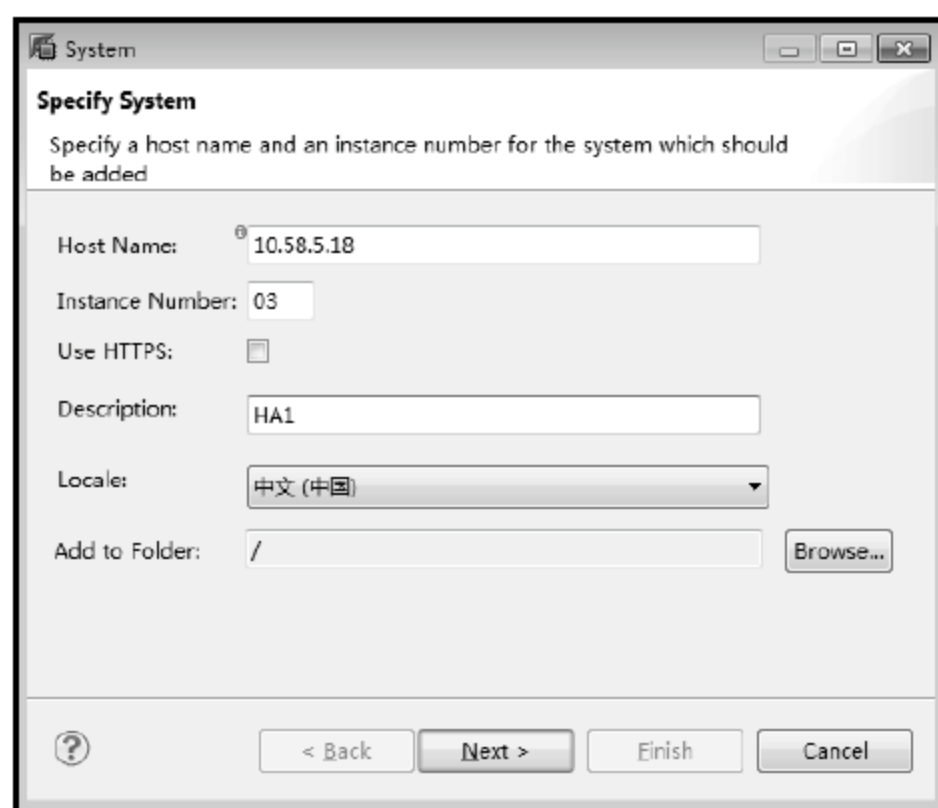 System
Specify System
Specify a host name and an instance number for the system which should
be added
Host Name: 10.58.5.18
Instance Number: 03
Use HTTPS:
Description: HA1
Locale: 中文 (中国)
Add to Folder: / Browse...
? < Back Next > Finish Cancel